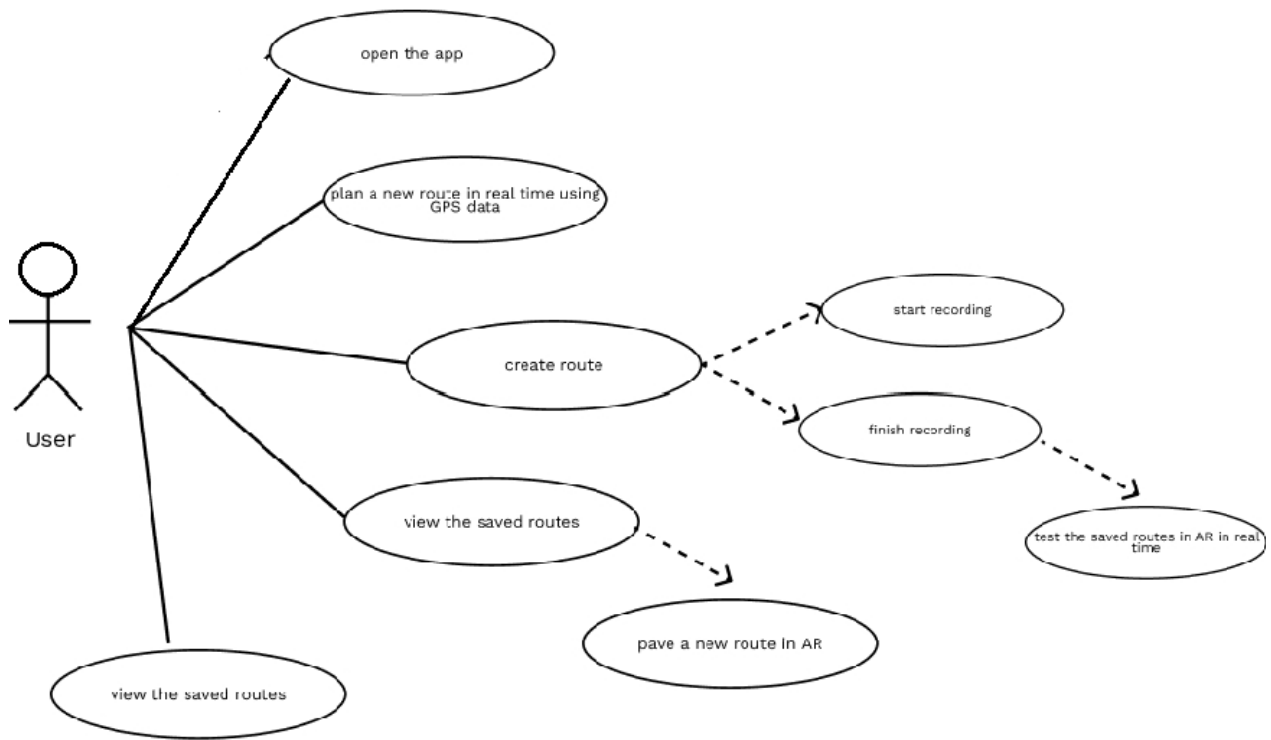 open the app
plan a new route in real time using
GPS data
start recording
create route
finish recording
User
view the saved routes
test the saved routes in AR in real
time
pave a new route in AR
view the saved routes